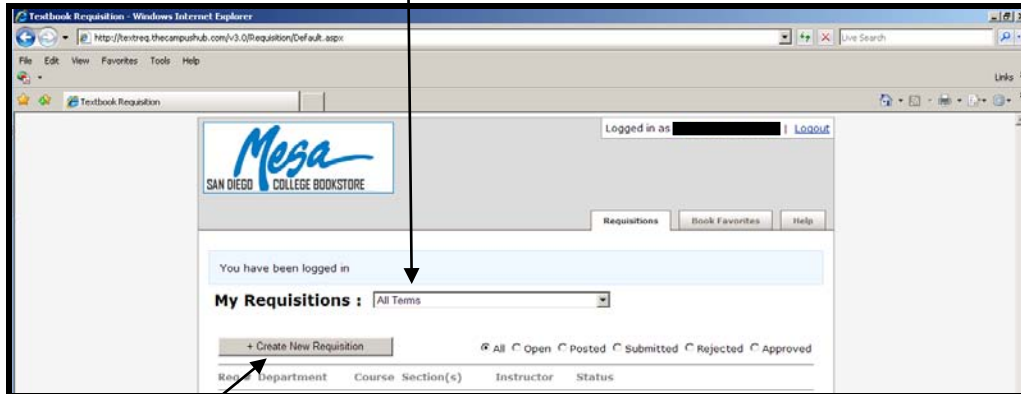 Textbook Requisition - Windows Internet Explorer
http://textreq.thecampushub.com/v3.0/Requisition/Default.aspx
Live Search
File Edit View Favorites Tools Help
Links
Textbook Requisition
Logged in as | Logout
Mesa
SAN DIEGO COLLEGE BOOKSTORE
Requisitions Book Favorites Help
You have been logged in
My Requisitions : All Terms
+ Create New Requisition All Open Posted Submitted Rejected Approved
Req # Department Course Section(s) Instructor Status